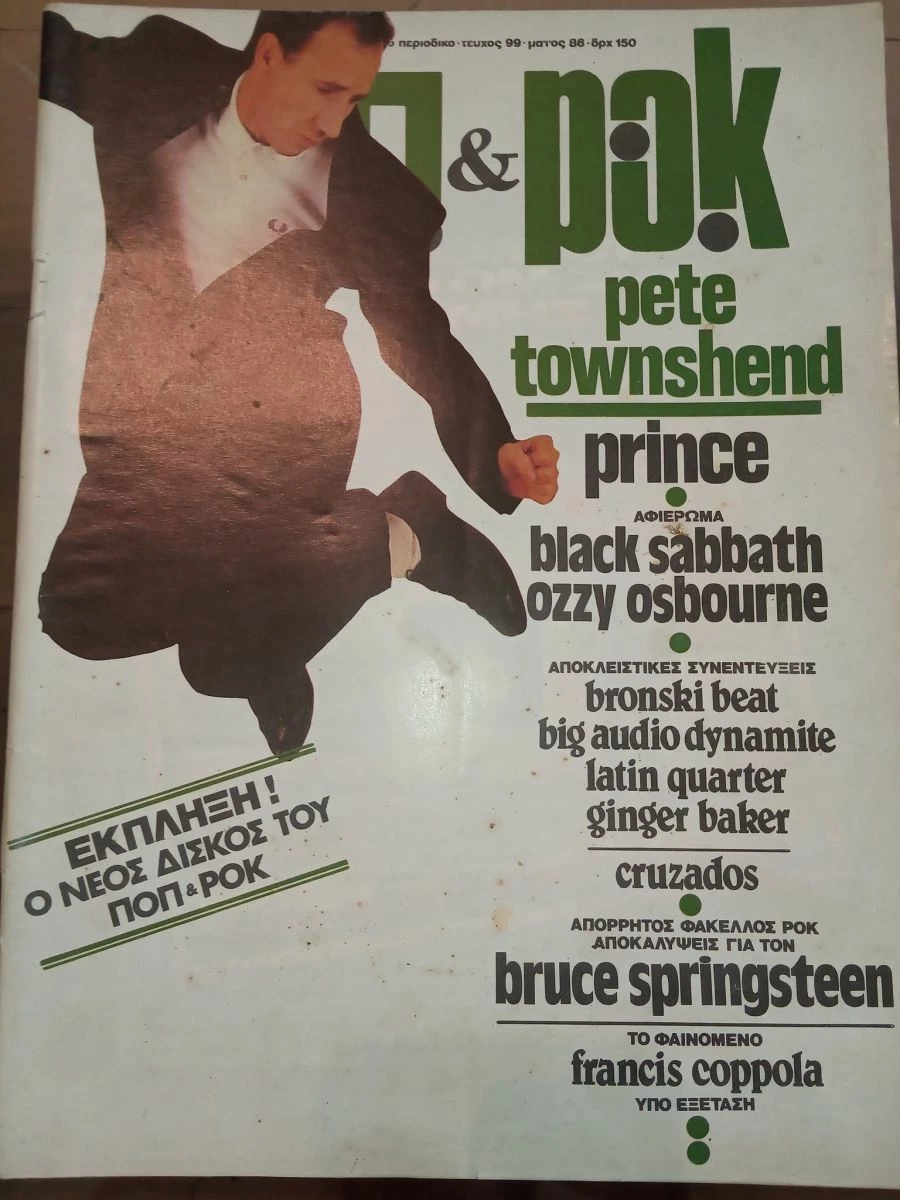 περιοδικο · τευχος 99 · μαϊος 86 · δρχ 150
& ροκ
pete
townshend
prince
ΑΦΙΕΡΩΜΑ
black sabbath
ozzy osbourne
ΑΠΟΚΛΕΙΣΤΙΚΕΣ ΣΥΝΕΝΤΕΥΞΕΙΣ
bronski beat
big audio dynamite
latin quarter
ginger baker
cruzados
ΑΠΟΡΡΗΤΟΣ ΦΑΚΕΛΛΟΣ ΡΟΚ
ΑΠΟΚΑΛΥΨΕΙΣ ΓΙΑ ΤΟΝ
bruce springsteen
ΤΟ ΦΑΙΝΟΜΕΝΟ
francis coppola
ΥΠΟ ΕΞΕΤΑΣΗ
ΕΚΠΛΗΞΗ!
Ο ΝΕΟΣ ΔΙΣΚΟΣ ΤΟΥ
ΠΟΠ & ΡΟΚ